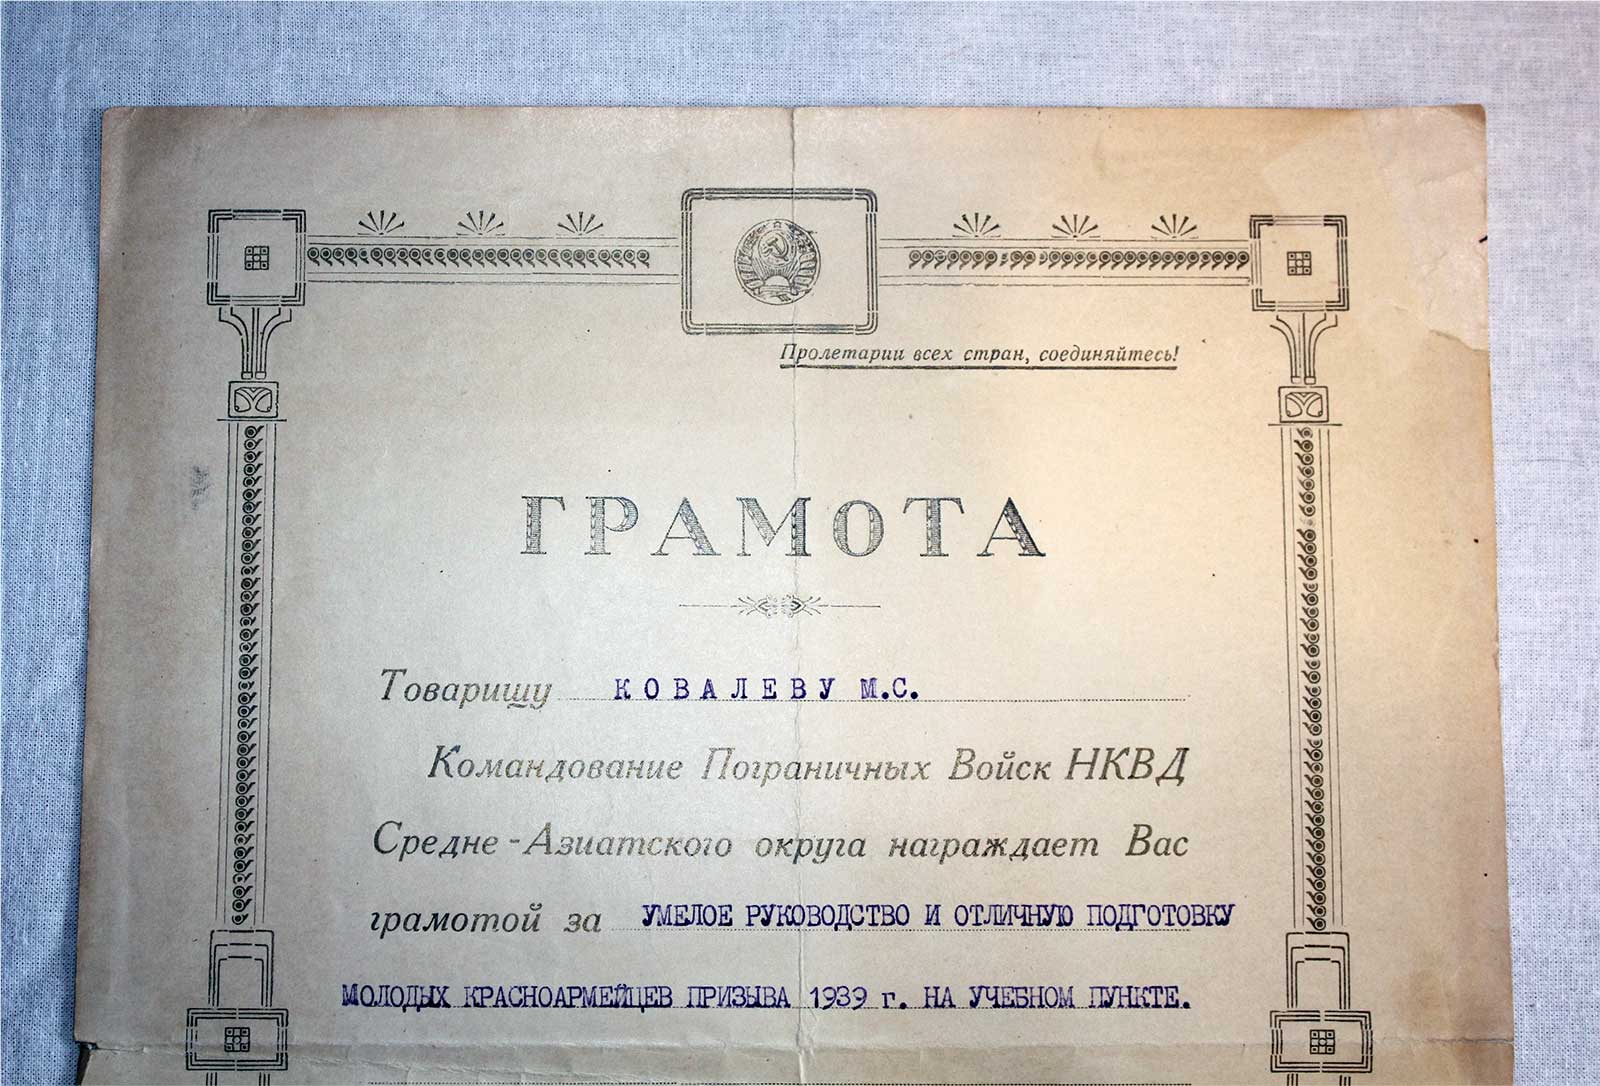 Пролетарии всех стран, соединяйтесь!
ГРАМОТА
Товарищу КОВАЛЕВУ М.С.
Командование Пограничных Войск НКВД
Средне-Азиатского округа награждает Вас
грамотой за УМЕЛОЕ РУКОВОДСТВО И ОТЛИЧНУЮ ПОДГОТОВКУ
МОЛОДЫХ КРАСНОАРМЕЙЦЕВ ПРИЗЫВА 1939 г. НА УЧЕБНОМ ПУНКТЕ.